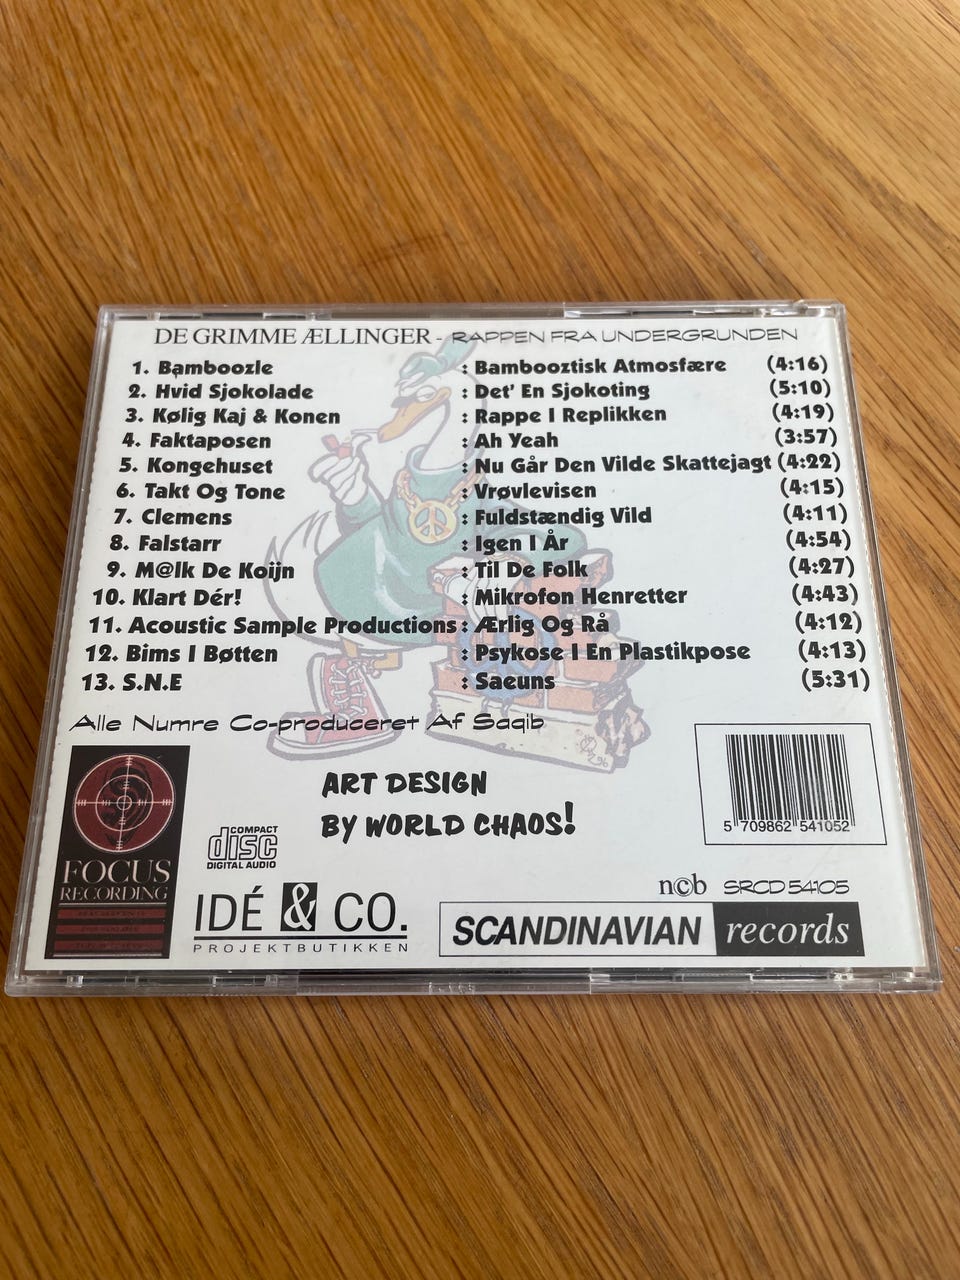 DE GRIMME ÆLLINGER - RAPPEN FRA UNDERGRUNDEN
1. Bamboozle : Bambooztisk Atmosfære (4:16)
2. Hvid Sjokolade : Det' En Sjokoting (5:10)
3. Kølig Kaj & Konen : Rappe I Replikken (4:19)
4. Faktaposen : Ah Yeah (3:57)
5. Kongehuset : Nu Går Den Vilde Skattejagt (4:22)
6. Takt Og Tone : Vrøvlevisen (4:15)
7. Clemens : Fuldstændig Vild (4:11)
8. Falstarr : Igen I År (4:54)
9. M@lk De Koijn : Til De Folk (4:27)
10. Klart Dér! : Mikrofon Henretter (4:43)
11. Acoustic Sample Productions : Ærlig Og Rå (4:12)
12. Bims I Bøtten : Psykose I En Plastikpose (4:13)
13. S.N.E : Saeuns (5:31)
Alle Numre Co-produceret Af Saqib
ART DESIGN
BY WORLD CHAOS!
5 709862 541052
COMPACT
disc
DIGITAL AUDIO
FOCUS
RECORDING
n©b SRCD 54105
IDÉ & CO.
PROJEKTBUTIKKEN
SCANDINAVIAN records